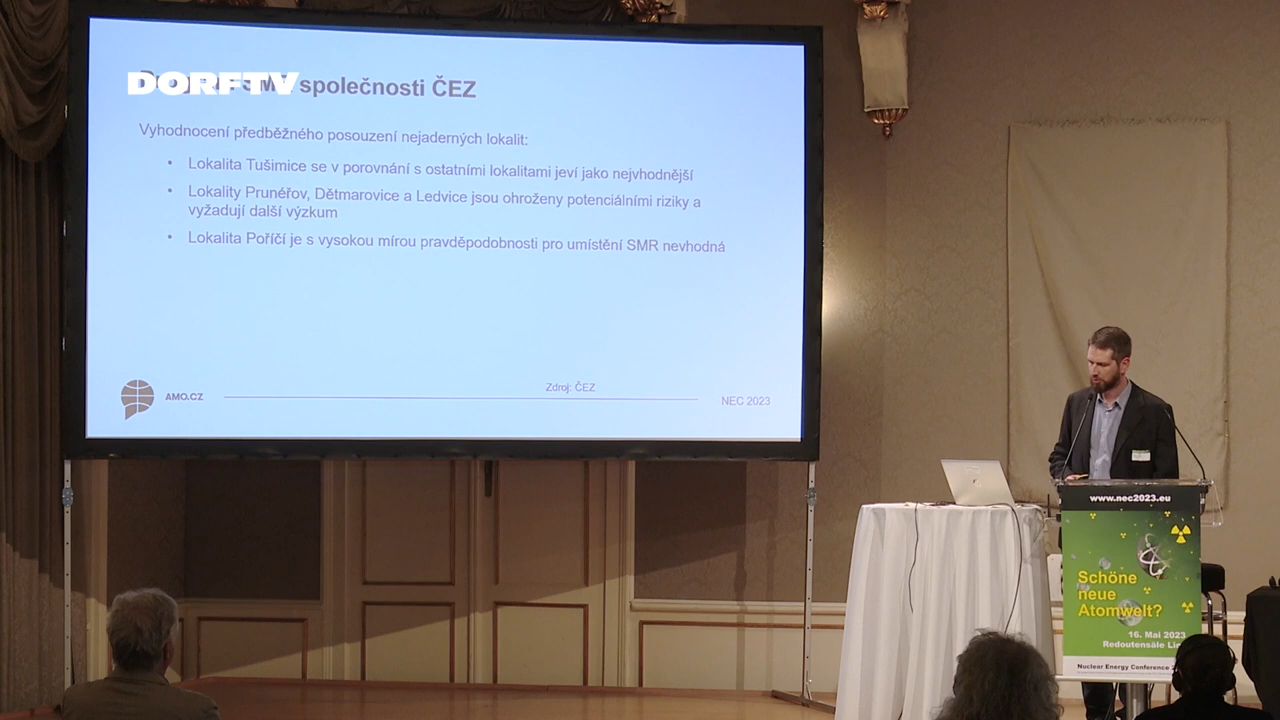 DORFTV
SMR společnosti ČEZ
Vyhodnocení předběžného posouzení nejaderných lokalit:
• Lokalita Tušimice se v porovnání s ostatními lokalitami jeví jako nejvhodnější
• Lokality Prunéřov, Dětmarovice a Ledvice jsou ohroženy potenciálními riziky a
vyžadují další výzkum
• Lokalita Poříčí je s vysokou mírou pravděpodobnosti pro umístění SMR nevhodná
Zdroj: ČEZ
AMO.CZ
NEC 2023
www.nec2023.eu
Schöne
neue
Atomwelt?
16. Mai 2023
Redoutensäle
Nuclear Energy Conference